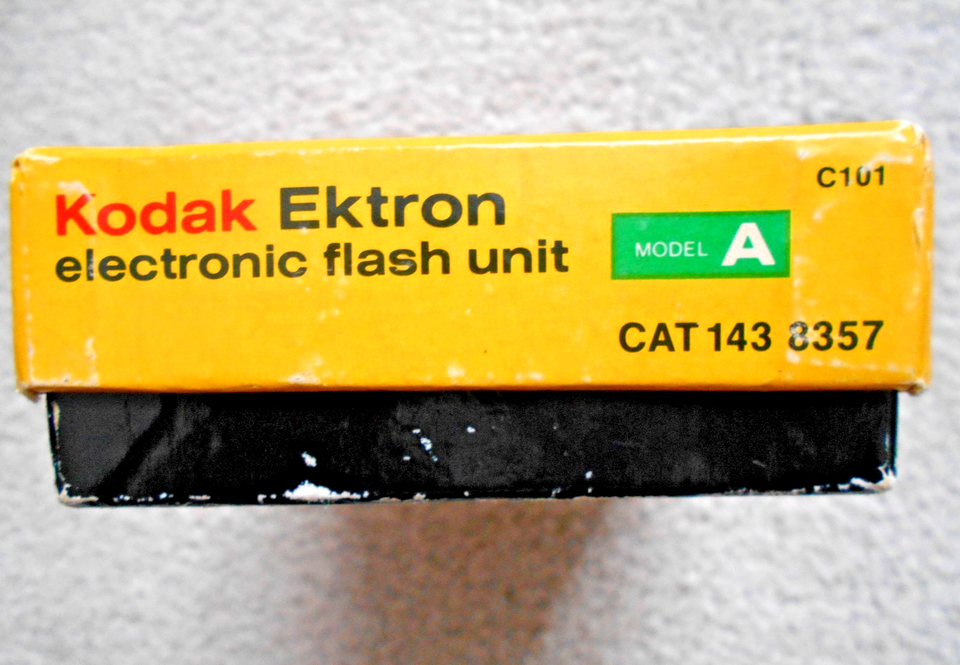 C101
Kodak Ektron
electronic flash unit
MODEL A
CAT 143 8357